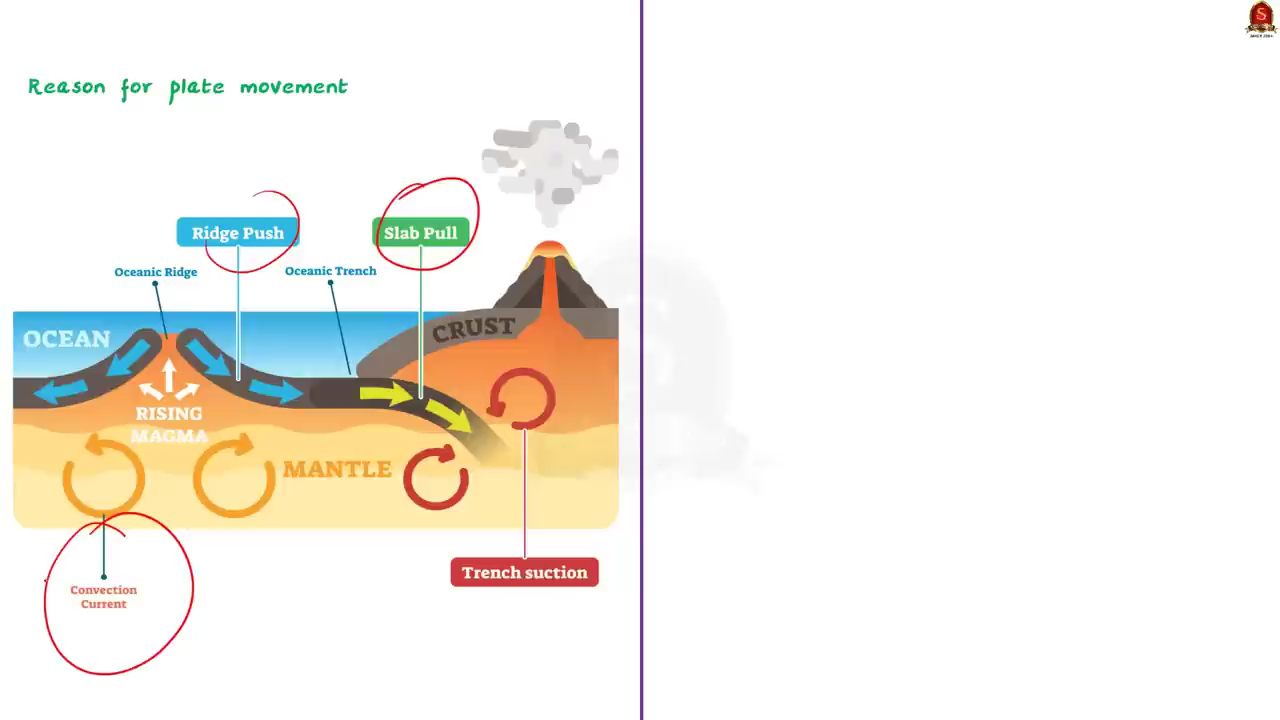 Reason for plate movement
Ridge Push
Slab Pull
Oceanic Ridge
Oceanic Trench
OCEAN
CRUST
RISING
MAGMA
MANTLE
Trench suction
Convection
Current
S